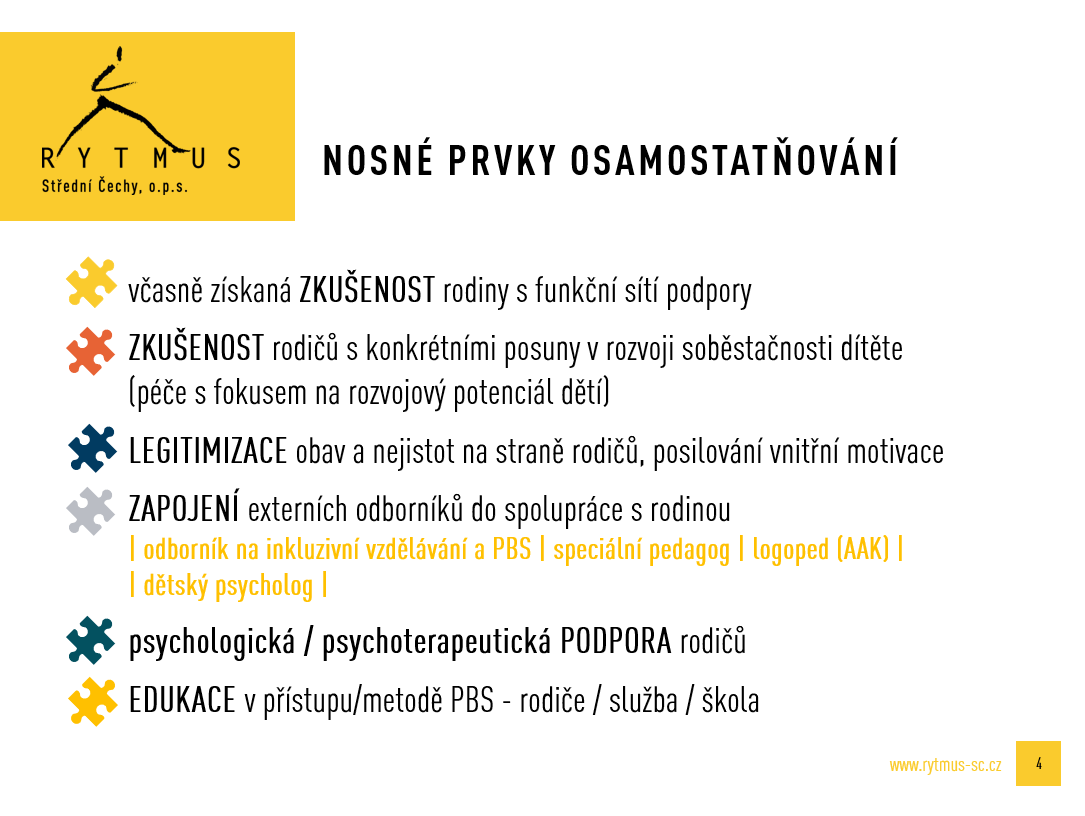 RYTMUS
Střední Čechy, o.p.s.
NOSNÉ PRVKY OSAMOSTATŇOVÁNÍ
včasně získaná ZKUŠENOST rodiny s funkční sítí podpory
ZKUŠENOST rodičů s konkrétními posuny v rozvoji soběstačnosti dítěte
(péče s fokusem na rozvojový potenciál dětí)
LEGITIMIZACE obav a nejistot na straně rodičů, posilování vnitřní motivace
ZAPOJENÍ externích odborníků do spolupráce s rodinou
| odborník na inkluzivní vzdělávání a PBS | speciální pedagog | logoped (AAK) |
| dětský psycholog |
psychologická / psychoterapeutická PODPORA rodičů
EDUKACE v přístupu/metodě PBS - rodiče / služba / škola
www.rytmus-sc.cz
4